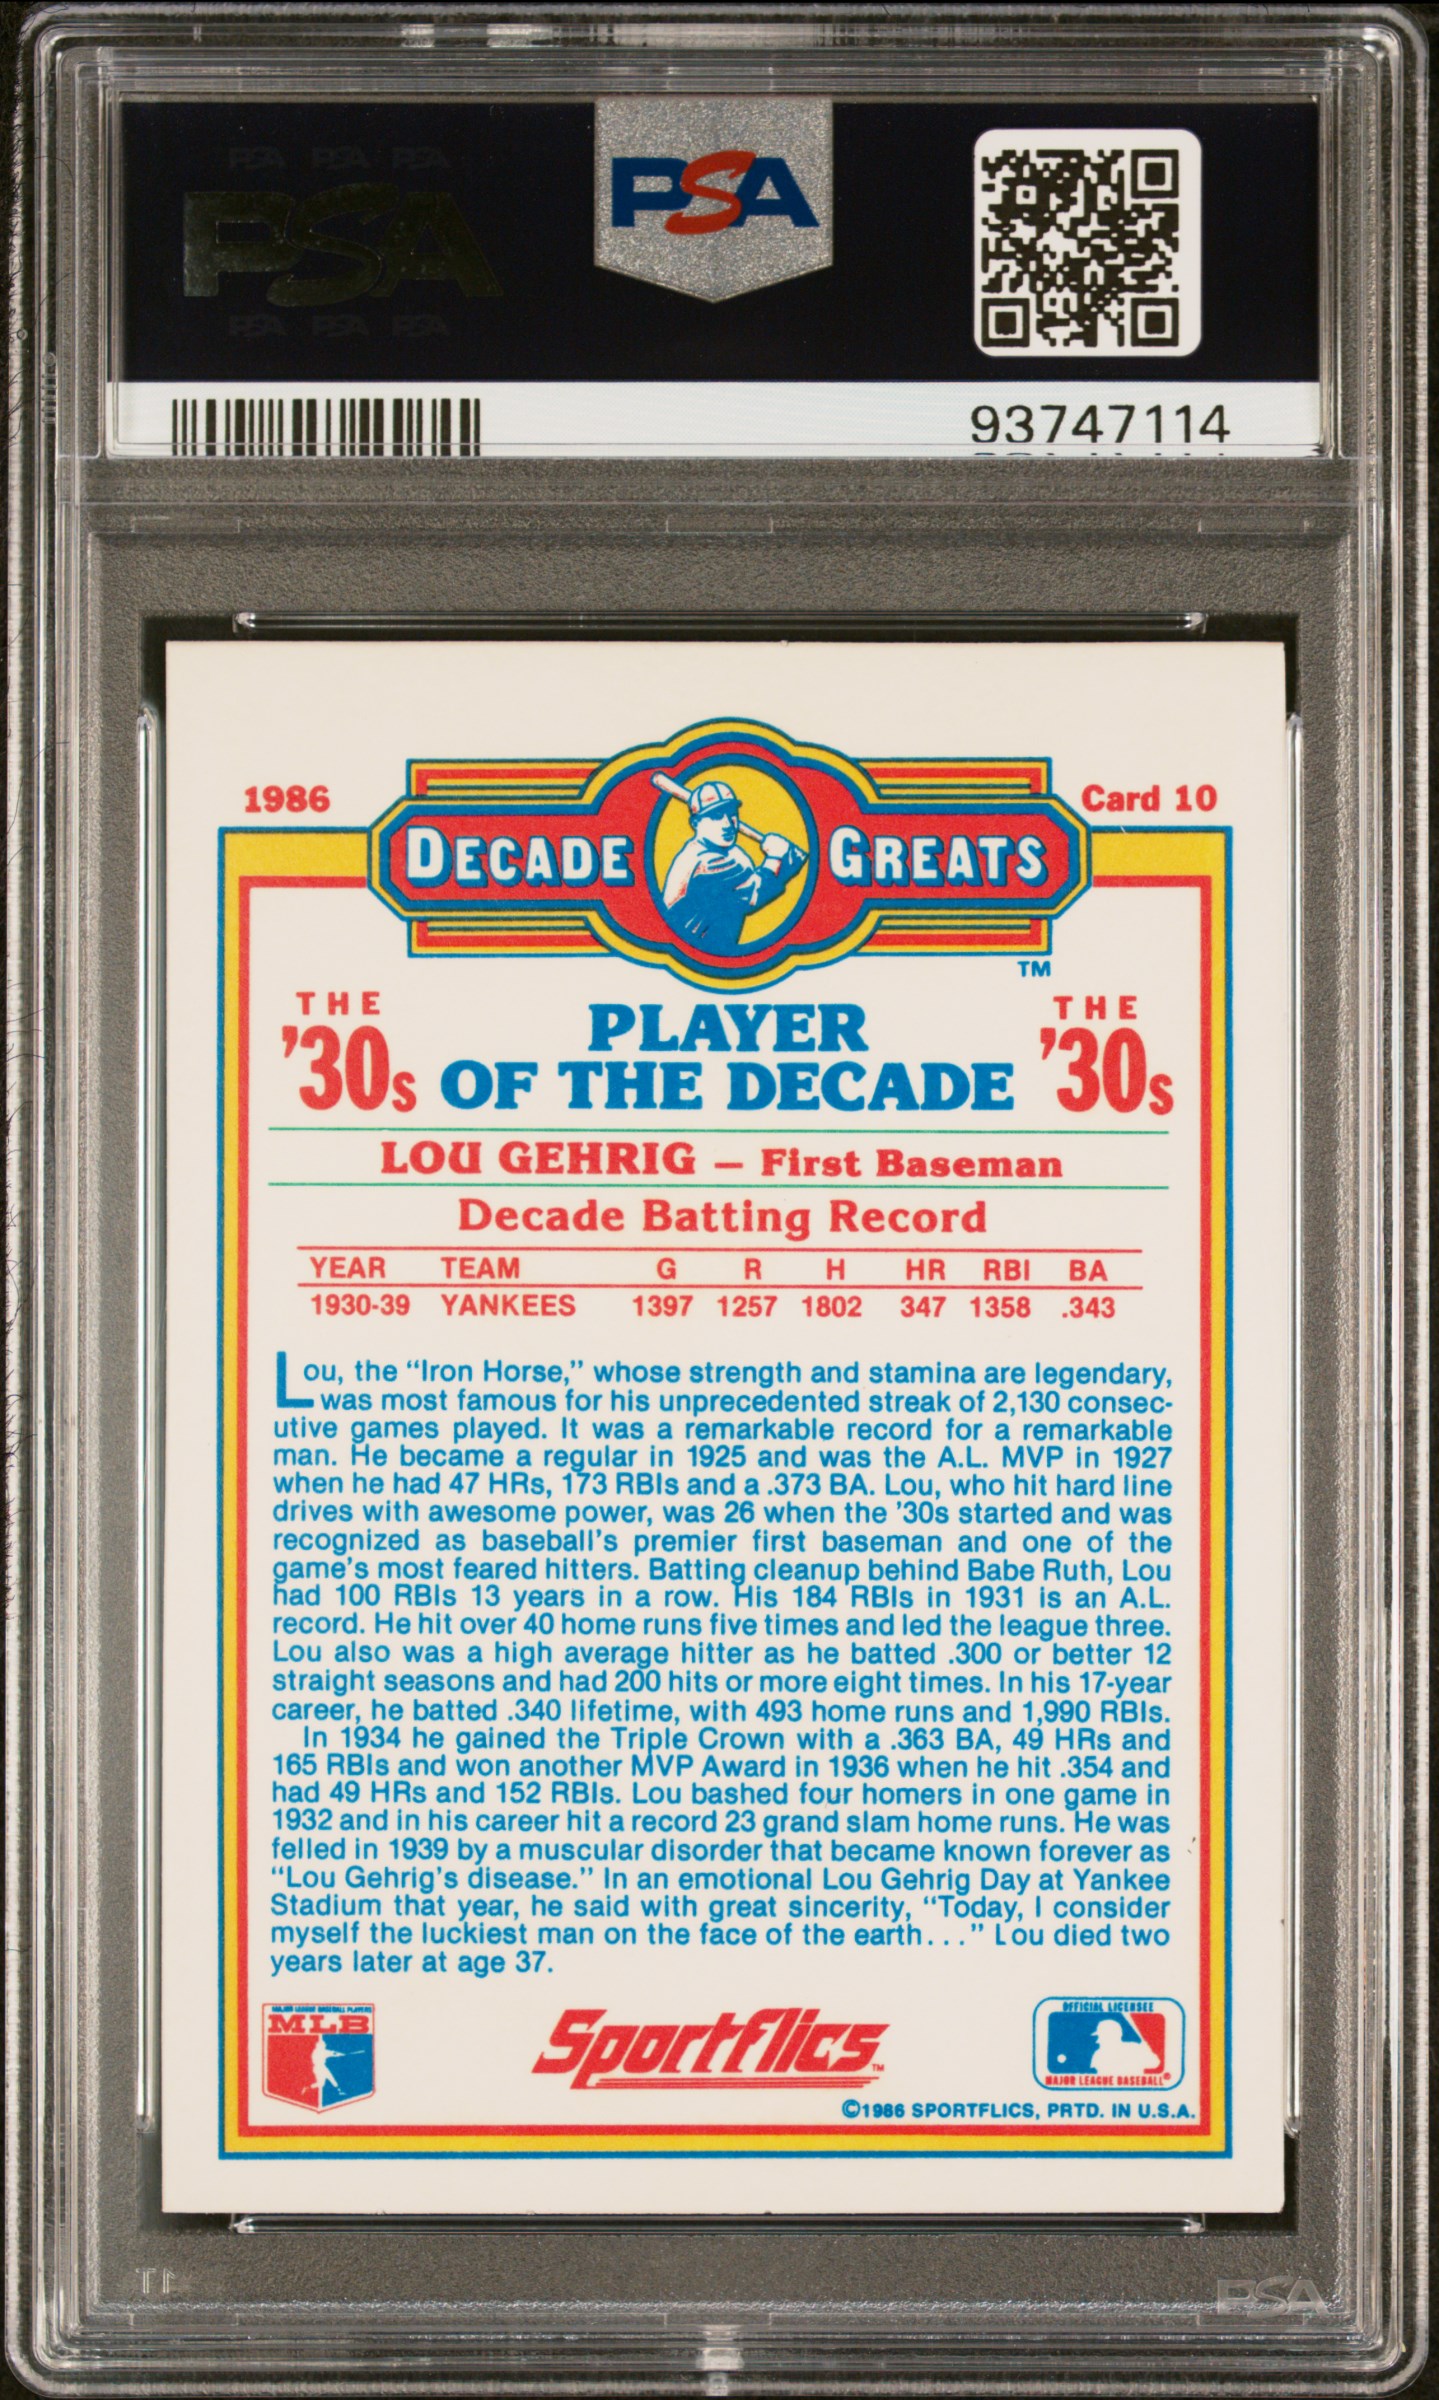 PSA PSA PSA
PSA
PSA PSA PSA
PSA
93747114
1986
Card 10
DECADE GREATS
TM
THE '30s
PLAYER
OF THE DECADE
THE '30s
LOU GEHRIG – First Baseman
Decade Batting Record
YEAR TEAM G R H HR RBI BA
1930-39 YANKEES 1397 1257 1802 347 1358 .343
Lou, the "Iron Horse," whose strength and stamina are legendary,
was most famous for his unprecedented streak of 2,130 consec-
utive games played. It was a remarkable record for a remarkable
man. He became a regular in 1925 and was the A.L. MVP in 1927
when he had 47 HRs, 173 RBIs and a .373 BA. Lou, who hit hard line
drives with awesome power, was 26 when the '30s started and was
recognized as baseball's premier first baseman and one of the
game's most feared hitters. Batting cleanup behind Babe Ruth, Lou
had 100 RBIs 13 years in a row. His 184 RBIs in 1931 is an A.L.
record. He hit over 40 home runs five times and led the league three.
Lou also was a high average hitter as he batted .300 or better 12
straight seasons and had 200 hits or more eight times. In his 17-year
career, he batted .340 lifetime, with 493 home runs and 1,990 RBIs.
In 1934 he gained the Triple Crown with a .363 BA, 49 HRs and
165 RBIs and won another MVP Award in 1936 when he hit .354 and
had 49 HRs and 152 RBIs. Lou bashed four homers in one game in
1932 and in his career hit a record 23 grand slam home runs. He was
felled in 1939 by a muscular disorder that became known forever as
"Lou Gehrig's disease." In an emotional Lou Gehrig Day at Yankee
Stadium that year, he said with great sincerity, "Today, I consider
myself the luckiest man on the face of the earth..." Lou died two
years later at age 37.
MAJOR LEAGUE BASEBALL PLAYERS
MLB
Sportflics™
OFFICIAL LICENSEE
MAJOR LEAGUE BASEBALL®
©1986 SPORTFLICS, PRTD. IN U.S.A.
PSA